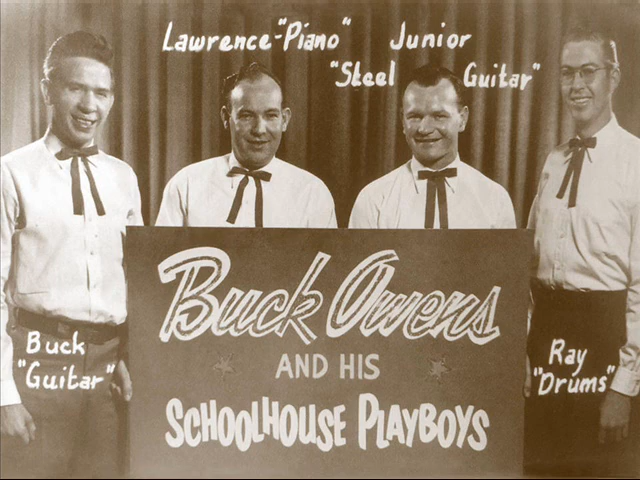 Lawrence-"Piano"
Junior
"Steel Guitar"
Buck Owens
AND HIS
SCHOOLHOUSE PLAYBOYS
Buck
"Guitar"
Ray
"Drums"